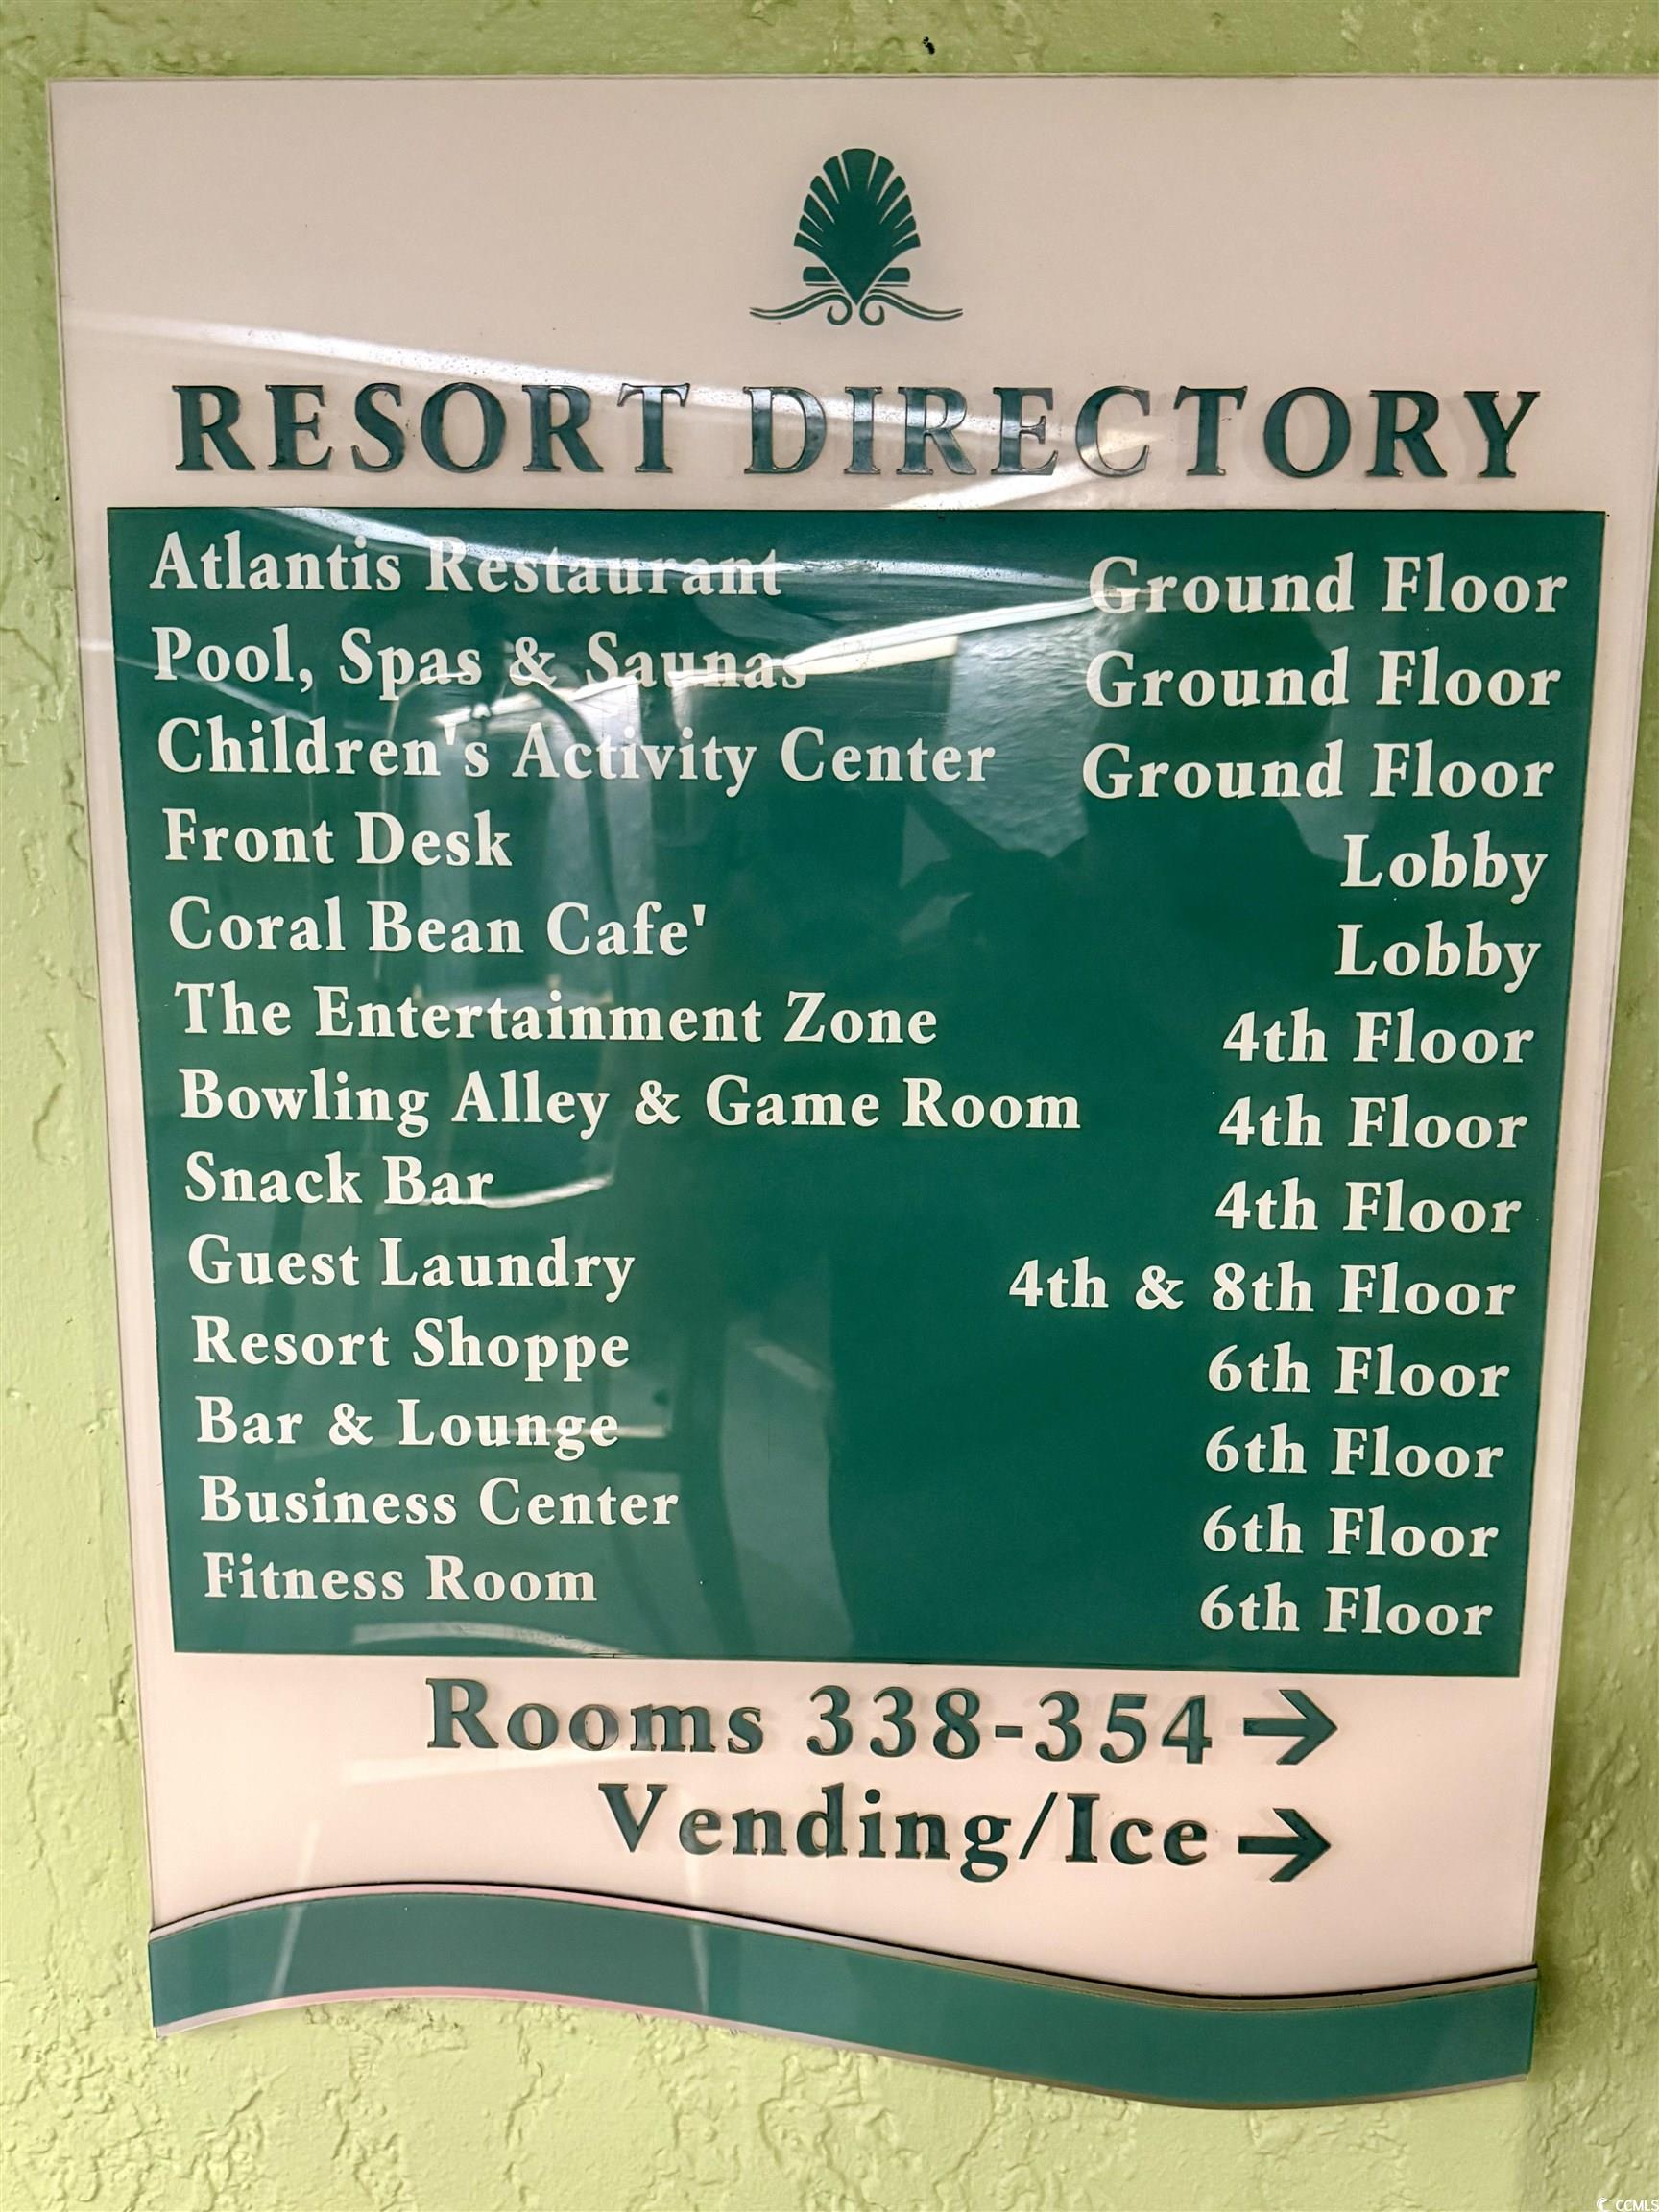 RESORT DIRECTORY
Atlantis Restaurant Ground Floor
Pool, Spas & Saunas Ground Floor
Children's Activity Center Ground Floor
Front Desk Lobby
Coral Bean Cafe' Lobby
The Entertainment Zone 4th Floor
Bowling Alley & Game Room 4th Floor
Snack Bar 4th Floor
Guest Laundry 4th & 8th Floor
Resort Shoppe 6th Floor
Bar & Lounge 6th Floor
Business Center 6th Floor
Fitness Room 6th Floor
Rooms 338-354 →
Vending/Ice →
CCMLS